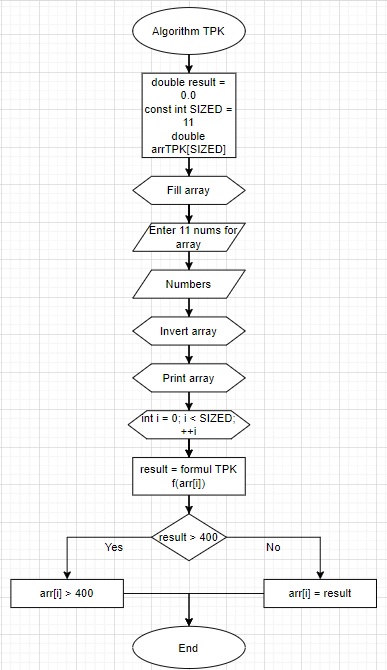 Algorithm TPK
double result =
0.0
const int SIZED =
11
double
arrTPK[SIZED]
Fill array
Enter 11 nums for
array
Numbers
Invert array
Print array
int i = 0; i < SIZED;
++i
result = formul TPK
f(arr[i])
result > 400
Yes
No
arr[i] > 400
arr[i] = result
End